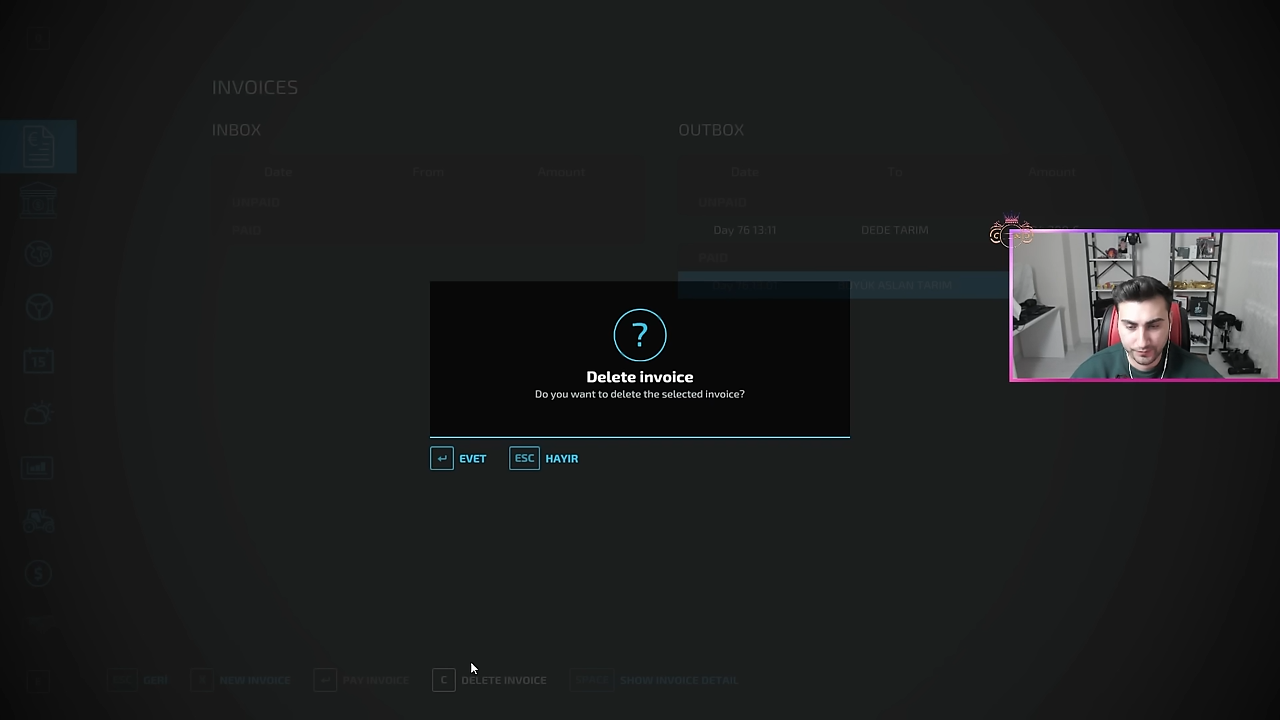 INVOICES
INBOX
OUTBOX
Date From Amount
Date To Amount
UNPAID
UNPAID
PAID
Day 76 13:11 DEDE TARIM
PAID
ASLAN TARIM
?
Delete invoice
Do you want to delete the selected invoice?
EVET
ESC HAYIR
GERİ
NEW INVOICE
PAY INVOICE
C DELETE INVOICE
SPACE SHOW INVOICE DETAIL
15